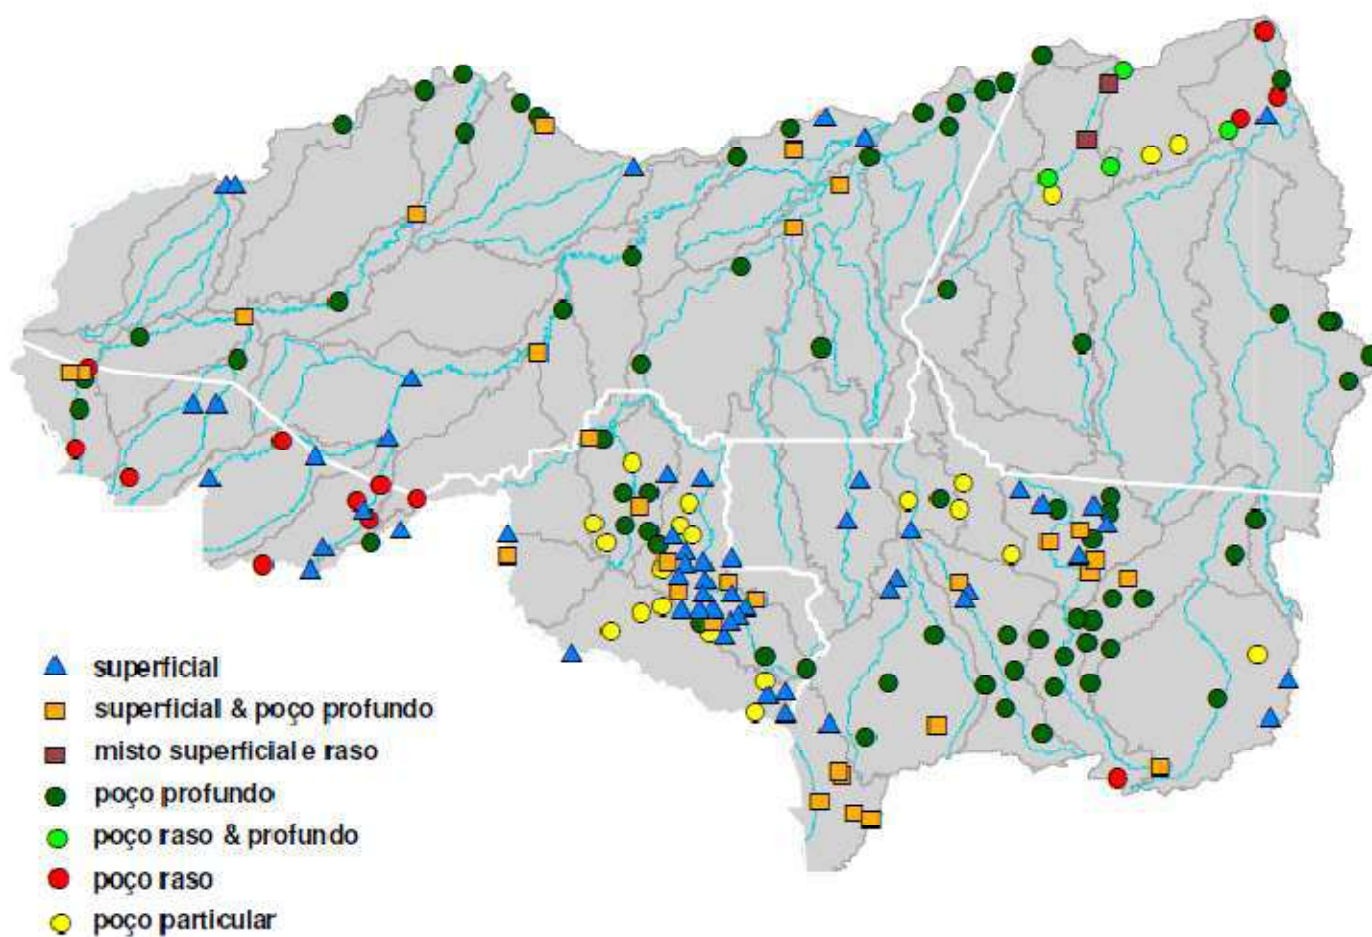 superficial
superficial & poço profundo
misto superficial e raso
poço profundo
poço raso & profundo
poço raso
poço particular